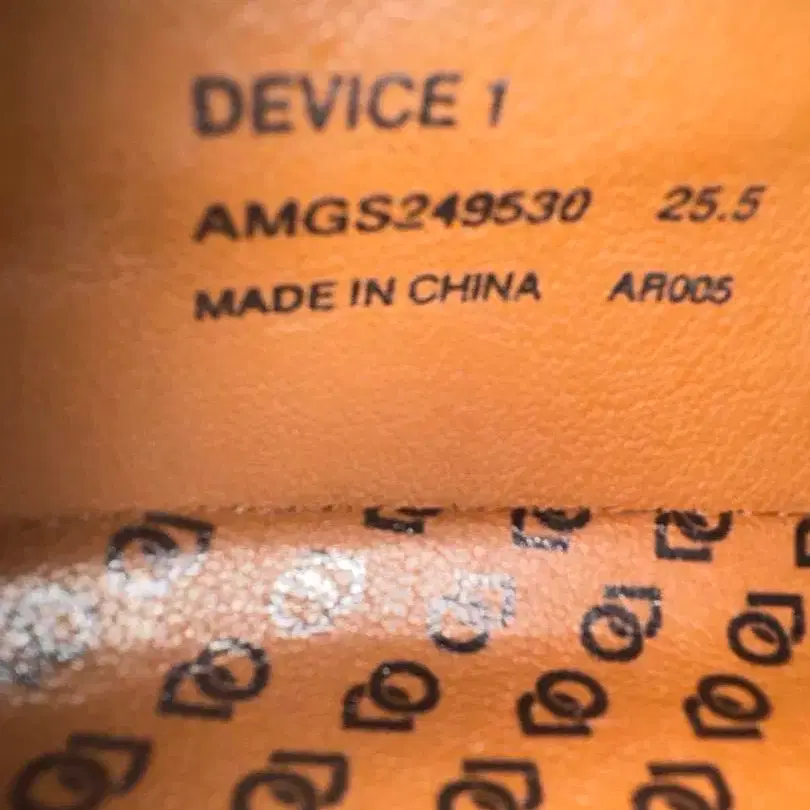 DEVICE 1
AMGS249530 25.5
MADE IN CHINA AR005